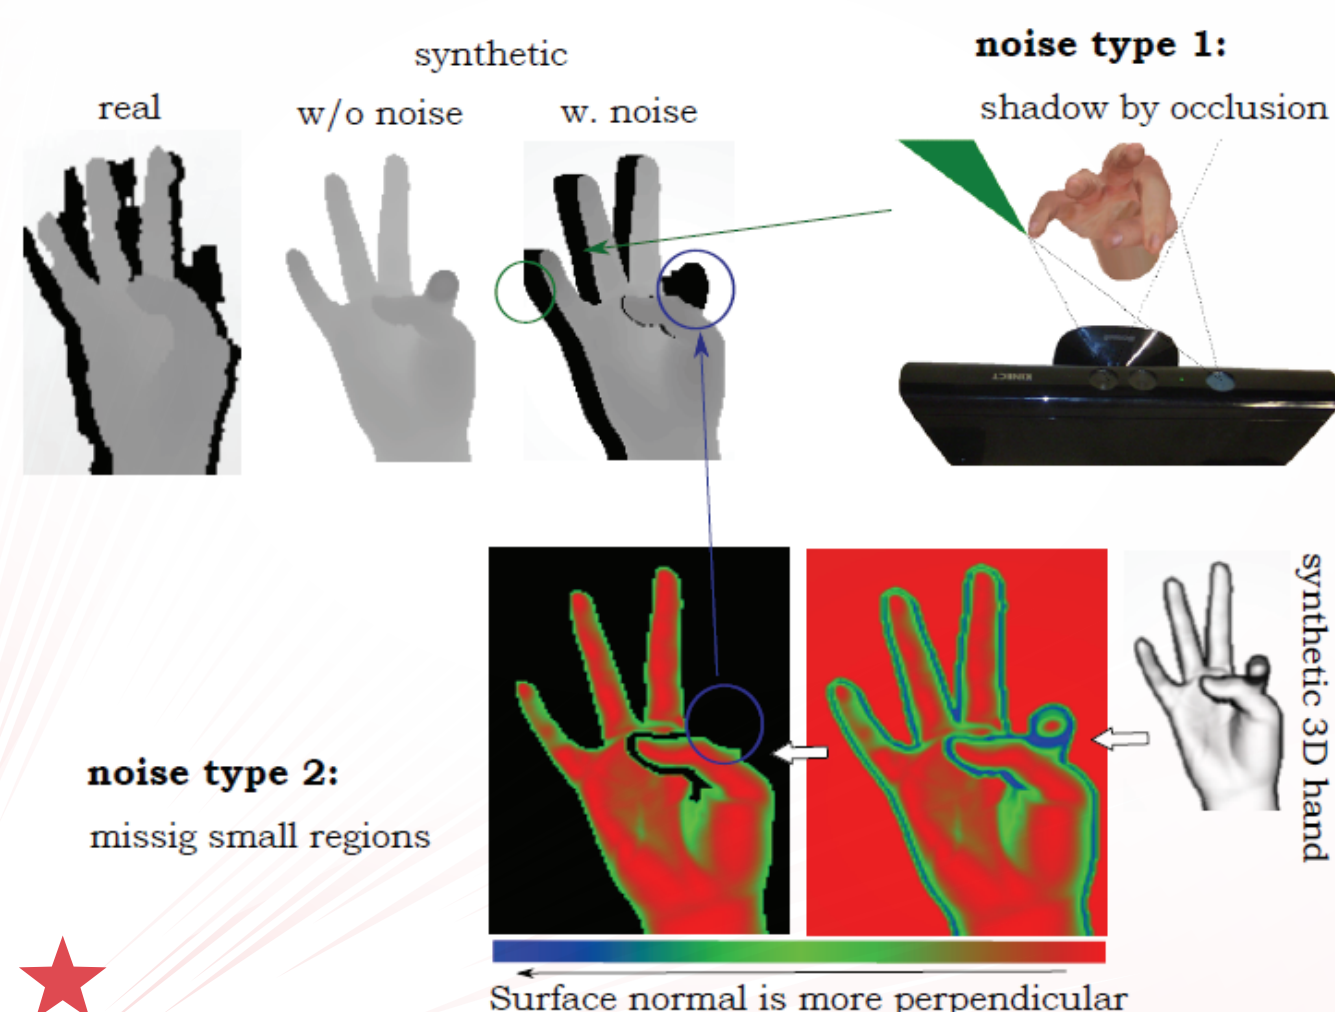 synthetic
real
w/o noise
w. noise
noise type 1:
shadow by occlusion
KINECT
synthetic 3D hand
noise type 2:
missig small regions
Surface normal is more perpendicular